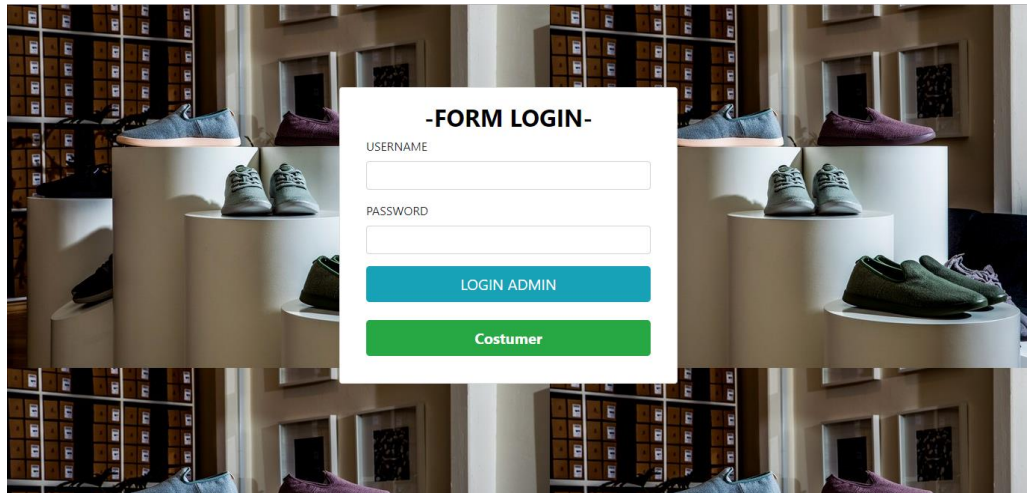 -FORM LOGIN-
USERNAME
PASSWORD
LOGIN ADMIN
Costumer